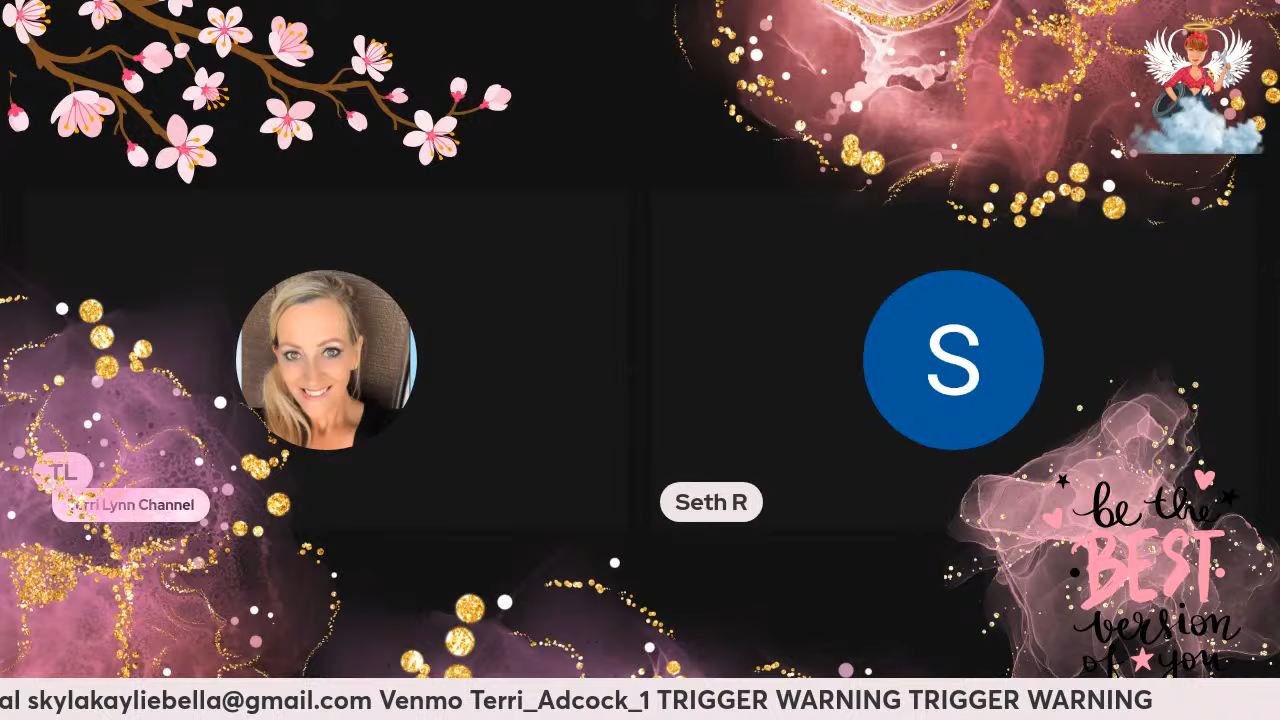 TL
rri Lynn Channel
S
Seth R
be the
BEST
version
of you
al skylakayliebella@gmail.com Venmo Terri_Adcock_1 TRIGGER WARNING TRIGGER WARNING